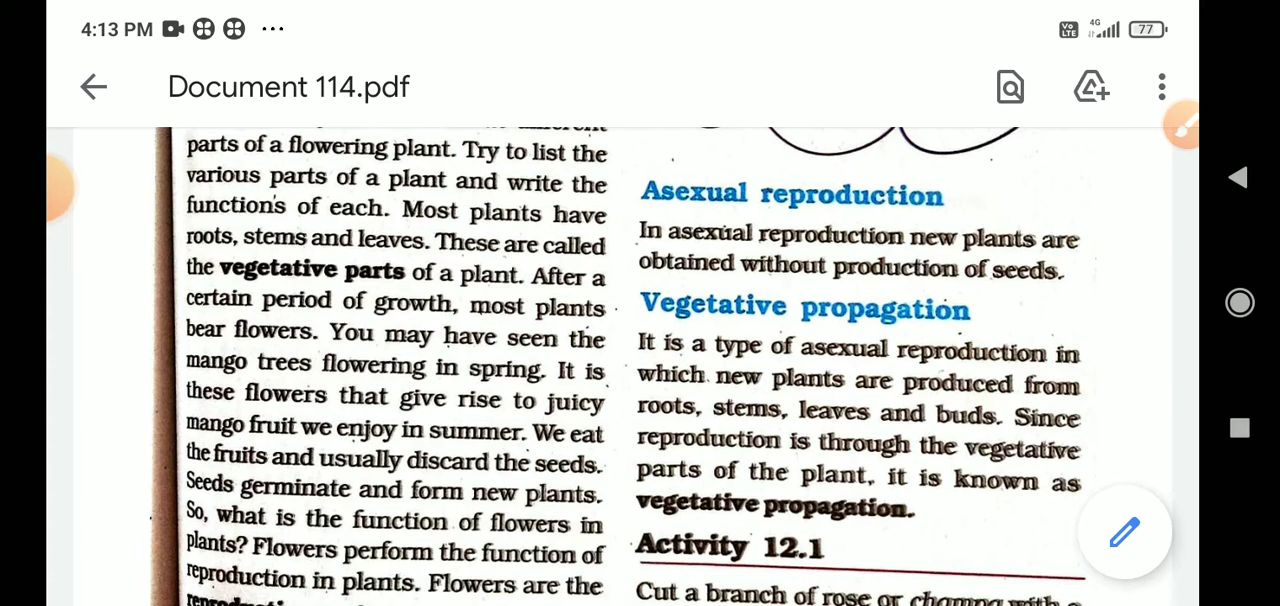 4:13 PM
Vo LTE 4G 77
Document 114.pdf
parts of a flowering plant. Try to list the
various parts of a plant and write the
functions of each. Most plants have
roots, stems and leaves. These are called
the vegetative parts of a plant. After a
certain period of growth, most plants
bear flowers. You may have seen the
mango trees flowering in spring. It is
these flowers that give rise to juicy
mango fruit we enjoy in summer. We eat
the fruits and usually discard the seeds.
Seeds germinate and form new plants.
So, what is the function of flowers in
plants? Flowers perform the function of
reproduction in plants. Flowers are the
Asexual reproduction
In asexual reproduction new plants are
obtained without production of seeds.
Vegetative propagation
It is a type of asexual reproduction in
which new plants are produced from
roots, stems, leaves and buds. Since
reproduction is through the vegetative
parts of the plant, it is known as
vegetative propagation.
Activity 12.1
Cut a branch of rose or champa with a